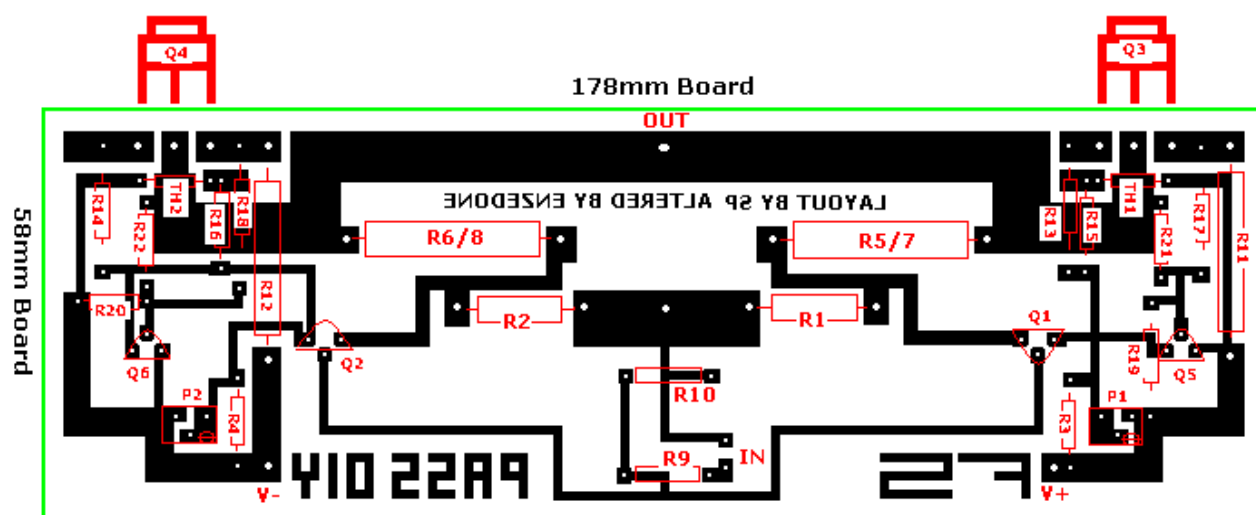 Q4
Q3
178mm Board
OUT
TH2
TH1
R14
R22
R16
R18
R13
R15
R21
R17
R11
LAYOUT BY SP ALTERED BY ENZEDONE
R6/8
R5/7
58mm Board
R20
R12
R2
R1
Q1
Q6
Q2
R19
Q5
P2
R10
P1
R4
R3
R9
IN
V-
PASS DIY
F5
V+